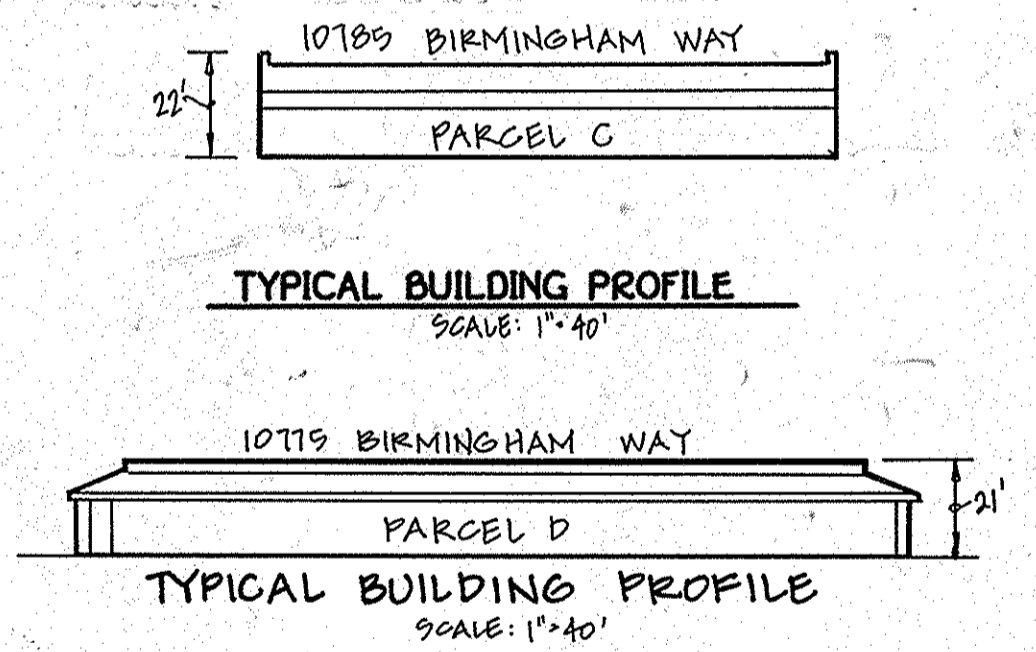 10785 BIRMINGHAM WAY
22'
PARCEL C
TYPICAL BUILDING PROFILE
SCALE: 1"=40'
10775 BIRMINGHAM WAY
21'
PARCEL D
TYPICAL BUILDING PROFILE
SCALE: 1"=40'